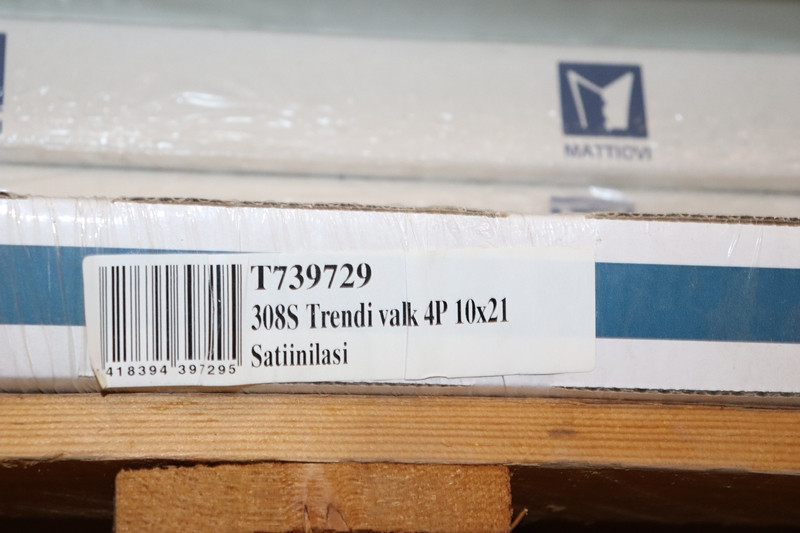 MATTIOVI
T739729
308S Trendi valk 4P 10x21
Satiinilasi
418394 397295